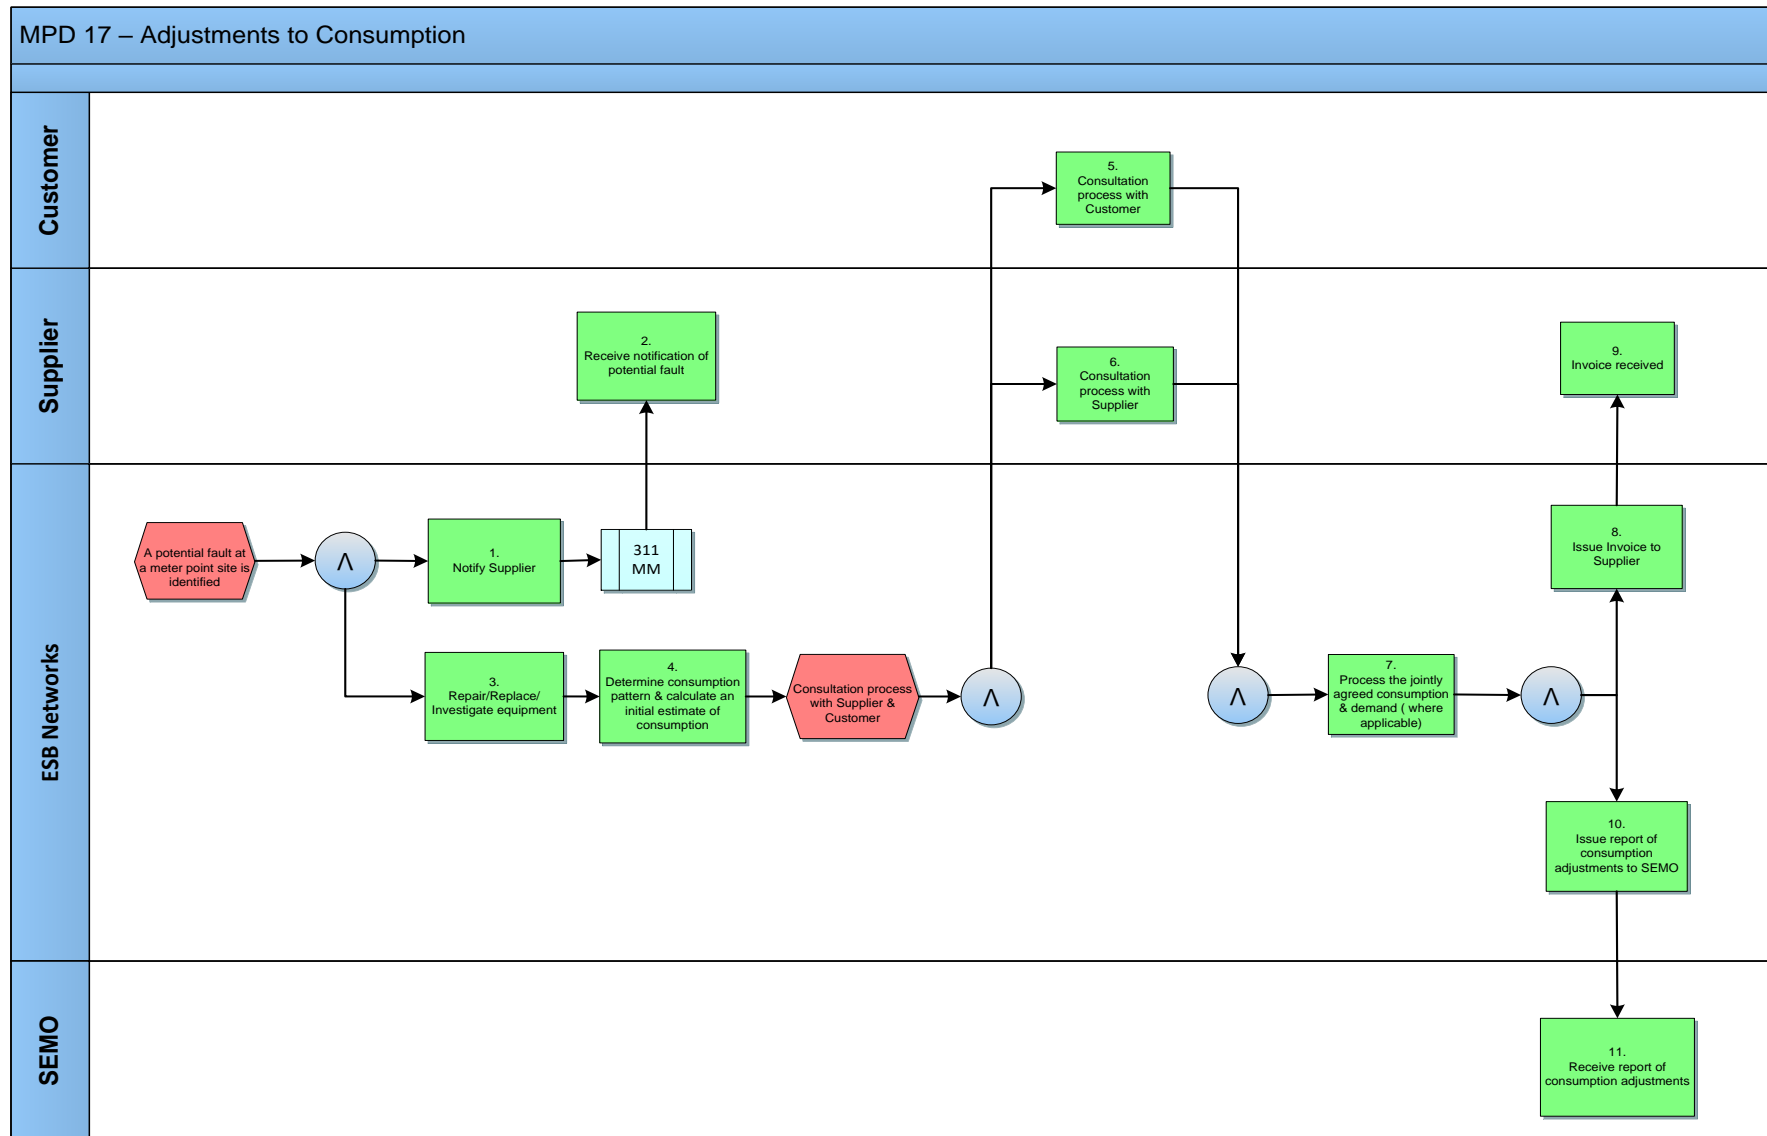 MPD 17 – Adjustments to Consumption
Customer
5.
Consultation
process with
Customer
Supplier
2.
Receive notification of
potential fault
6.
Consultation
process with
Supplier
9.
Invoice received
ESB Networks
A potential fault at
a meter point site is
identified
Λ
1.
Notify Supplier
311
MM
8.
Issue Invoice to
Supplier
3.
Repair/Replace/
Investigate equipment
4.
Determine consumption
pattern & calculate an
initial estimate of
consumption
Consultation process
with Supplier &
Customer
Λ
Λ
7.
Process the jointly
agreed consumption
& demand ( where
applicable)
Λ
10.
Issue report of
consumption
adjustments to SEMO
SEMO
11.
Receive report of
consumption adjustments